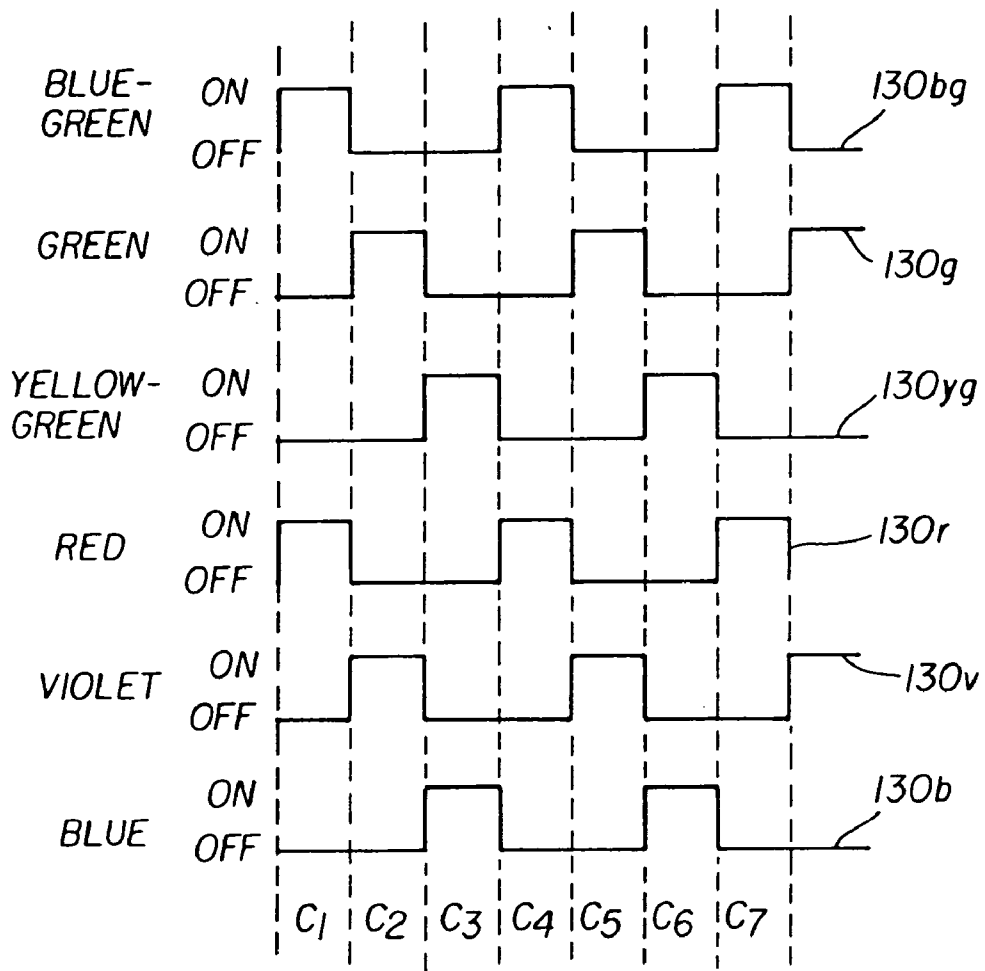 BLUE-
GREEN
ON
OFF
130bg
GREEN
ON
OFF
130g
YELLOW-
GREEN
ON
OFF
130yg
RED
ON
OFF
130r
VIOLET
ON
OFF
130v
BLUE
ON
OFF
130b
C1 C2 C3 C4 C5 C6 C7